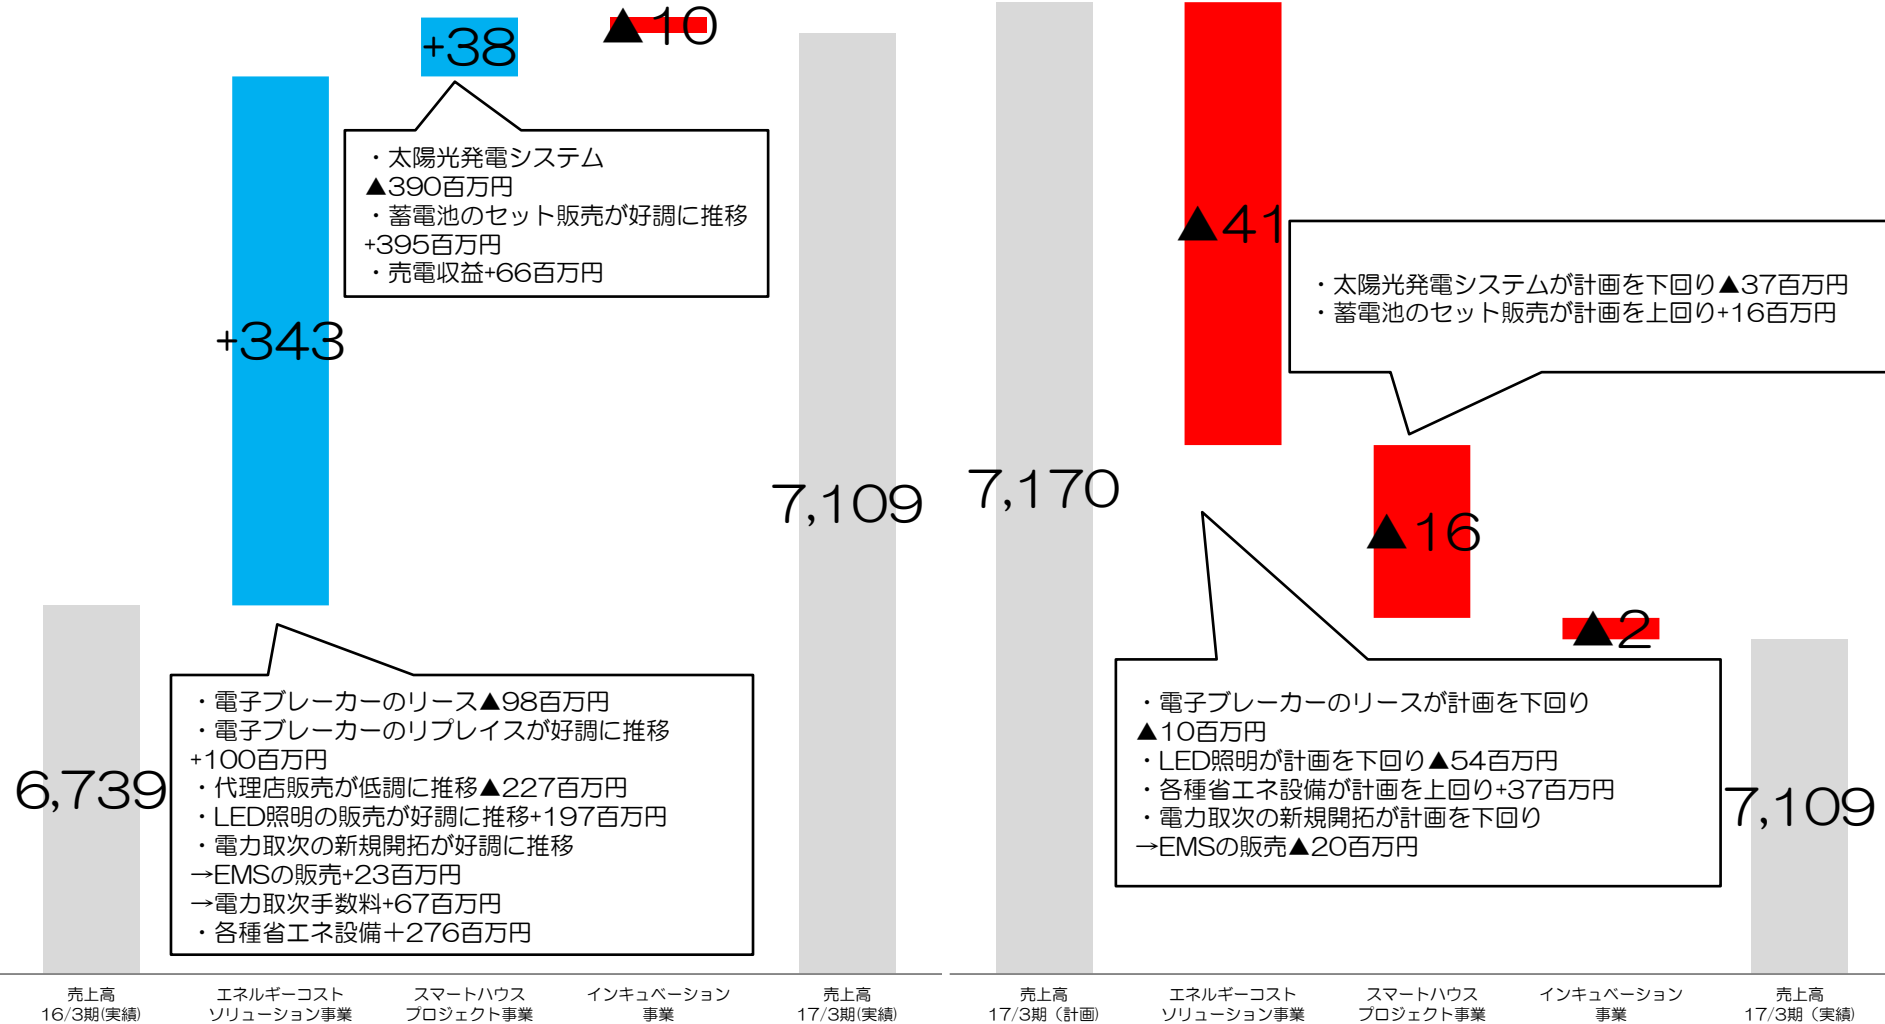 +38
▲10
・太陽光発電システム
▲390百万円
・蓄電池のセット販売が好調に推移
+395百万円
・売電収益+66百万円
+343
7,109
・電子ブレーカーのリース▲98百万円
・電子ブレーカーのリプレイスが好調に推移
+100百万円
・代理店販売が低調に推移▲227百万円
・LED照明の販売が好調に推移+197百万円
・電力取次の新規開拓が好調に推移
→EMSの販売+23百万円
→電力取次手数料+67百万円
・各種省エネ設備＋276百万円
6,739
売上高
16/3期(実績)
エネルギーコスト
ソリューション事業
スマートハウス
プロジェクト事業
インキュベーション
事業
売上高
17/3期(実績)
▲41
・太陽光発電システムが計画を下回り▲37百万円
・蓄電池のセット販売が計画を上回り+16百万円
7,170
▲16
▲2
・電子ブレーカーのリースが計画を下回り
▲10百万円
・LED照明が計画を下回り▲54百万円
・各種省エネ設備が計画を上回り+37百万円
・電力取次の新規開拓が計画を下回り
→EMSの販売▲20百万円
7,109
売上高
17/3期（計画)
エネルギーコスト
ソリューション事業
スマートハウス
プロジェクト事業
インキュベーション
事業
売上高
17/3期（実績)